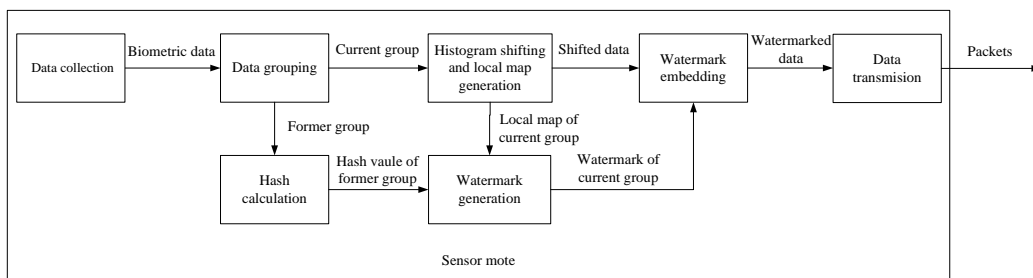 Data collection
Biometric data
Data grouping
Current group
Histogram shifting
and local map
generation
Shifted data
Watermark
embedding
Watermarked
data
Data
transmision
Packets
Former group
Local map of
current group
Hash
calculation
Hash vaule of
former group
Watermark
generation
Watermark of
current group
Sensor mote